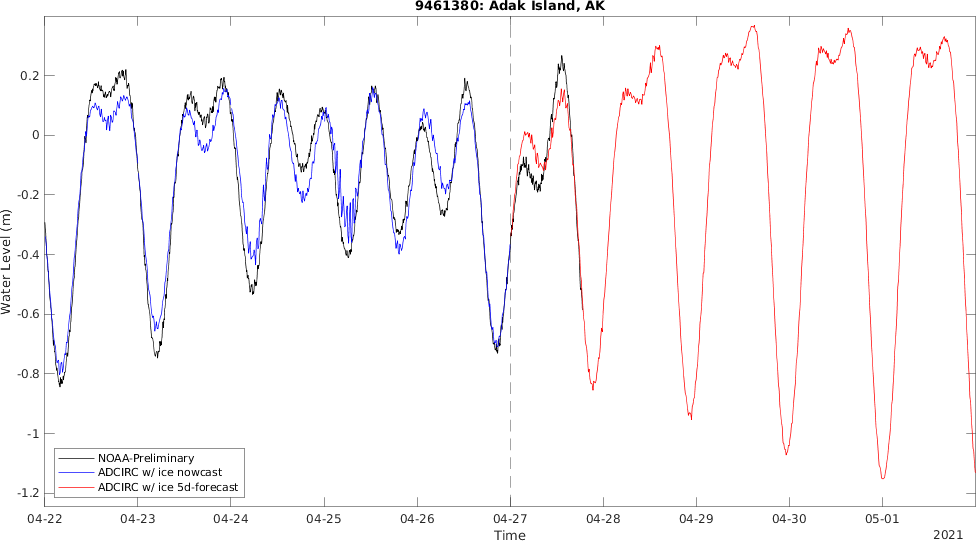 9461380: Adak Island, AK
Water Level (m)
0.2
0
-0.2
-0.4
-0.6
-0.8
-1
-1.2
NOAA-Preliminary
ADCIRC w/ ice nowcast
ADCIRC w/ ice 5d-forecast
04-22 04-23 04-24 04-25 04-26 04-27 04-28 04-29 04-30 05-01
Time
2021